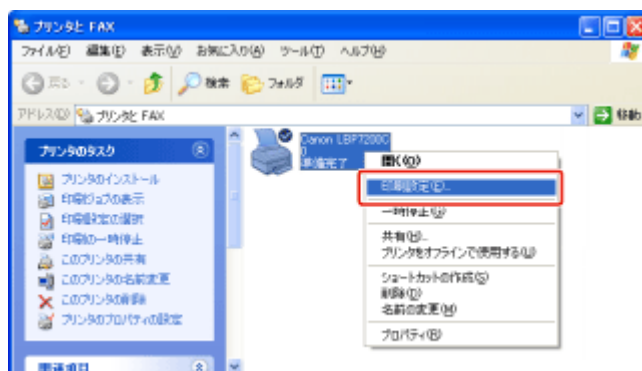 プリンタと FAX
ファイル(F) 編集(E) 表示(V) お気に入り(A) ツール(T) ヘルプ(H)
戻る 検索 フォルダ
アドレス(D) プリンタと FAX 移動
プリンタのタスク
プリンタのインストール
印刷ジョブの表示
印刷設定の選択
印刷の一時停止
このプリンタの共有
このプリンタの名前変更
このプリンタの削除
プリンタのプロパティの設定
関連項目
Canon LBP7200C
0
準備完了
開く(O)
印刷設定(E)...
一時停止(G)
共有(H)...
プリンタをオフラインで使用する(U)
ショートカットの作成(S)
削除(D)
名前の変更(M)
プロパティ(R)